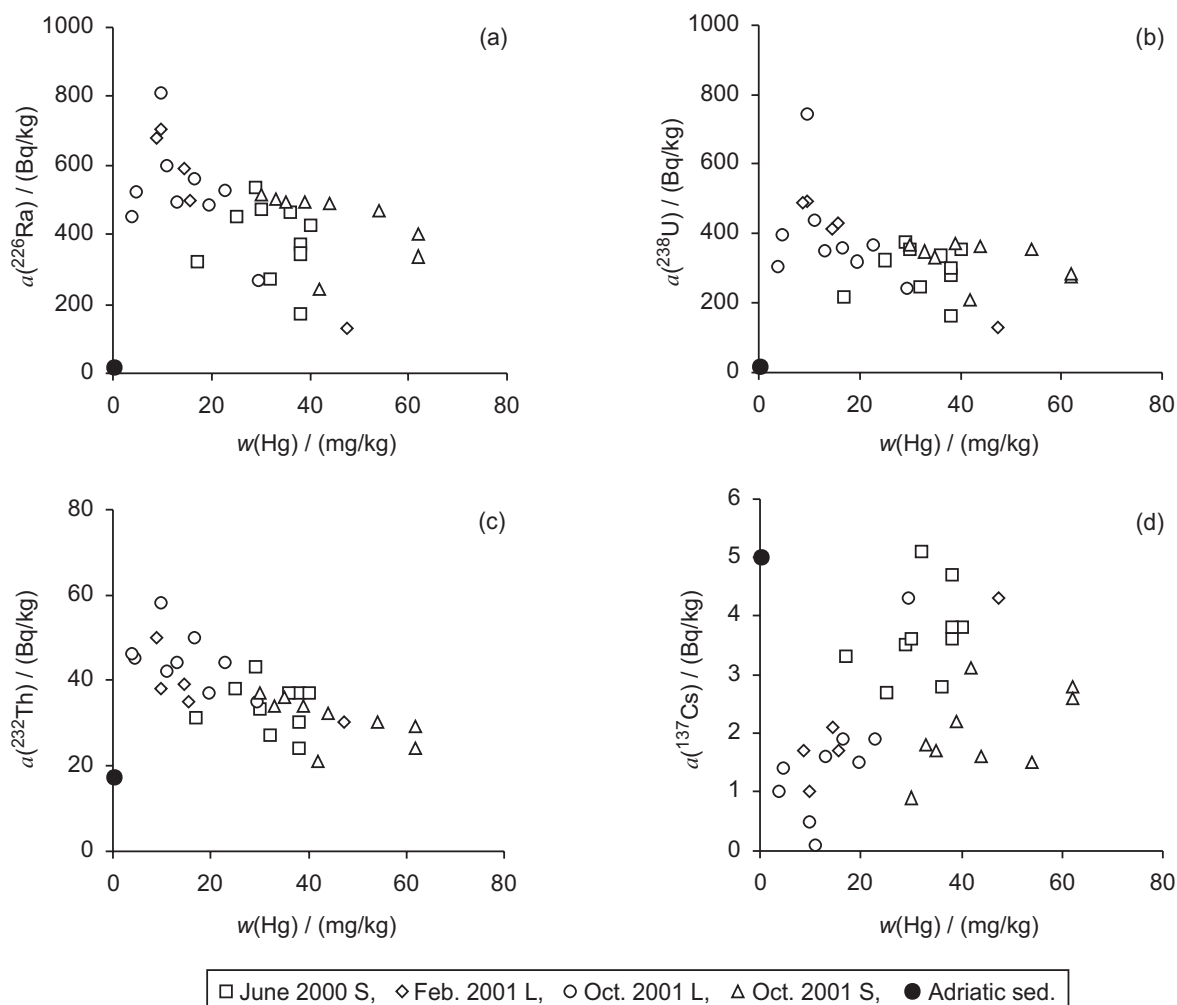 1000
(a)
800
600
400
200
0
0 20 40 60 80
a(²²⁶Ra) / (Bq/kg)
w(Hg) / (mg/kg)
1000
(b)
800
600
400
200
0
0 20 40 60 80
a(²³⁸U) / (Bq/kg)
w(Hg) / (mg/kg)
80
(c)
60
40
20
0
0 20 40 60 80
a(²³²Th) / (Bq/kg)
w(Hg) / (mg/kg)
6
(d)
5
4
3
2
1
0
0 20 40 60 80
a(¹³⁷Cs) / (Bq/kg)
w(Hg) / (mg/kg)
June 2000 S, Feb. 2001 L, Oct. 2001 L, Oct. 2001 S, Adriatic sed.